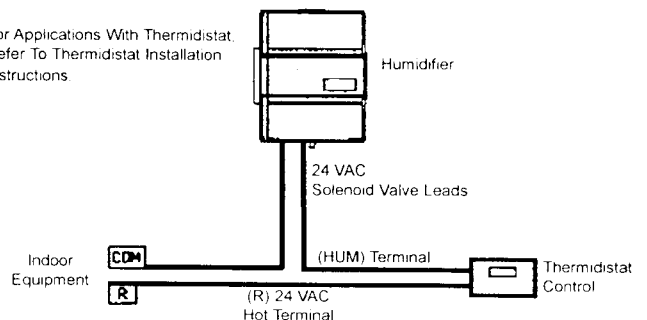 or Applications With Thermidistat,
efer To Thermidistat Installation
structions.
Humidifier
24 VAC
Solenoid Valve Leads
Indoor
Equipment
COM
R
(HUM) Terminal
(R) 24 VAC
Hot Terminal
Thermidistat
Control